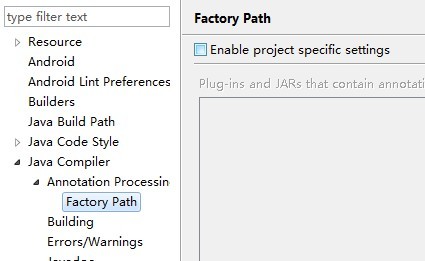 type filter text
Resource
Android
Android Lint Preferences
Builders
Java Build Path
Java Code Style
Java Compiler
Annotation Processin
Factory Path
Building
Errors/Warnings
Javadoc
Factory Path
Enable project specific settings
Plug-ins and JARs that contain annotati